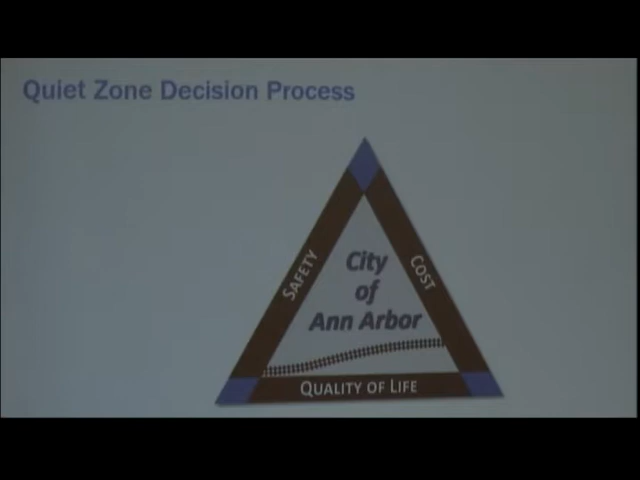 Quiet Zone Decision Process
SAFETY
COST
City
of
Ann Arbor
QUALITY OF LIFE